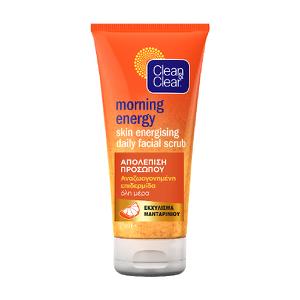 Clean &
Clear
morning
energy
skin energising
daily facial scrub
ΑΠΟΛΕΠΙΣΗ
ΠΡΟΣΩΠΟΥ
Αναζωογονημένη
επιδερμίδα
όλη μέρα
ΕΚΧΥΛΙΣΜΑ
ΜΑΝΤΑΡΙΝΙΟΥ